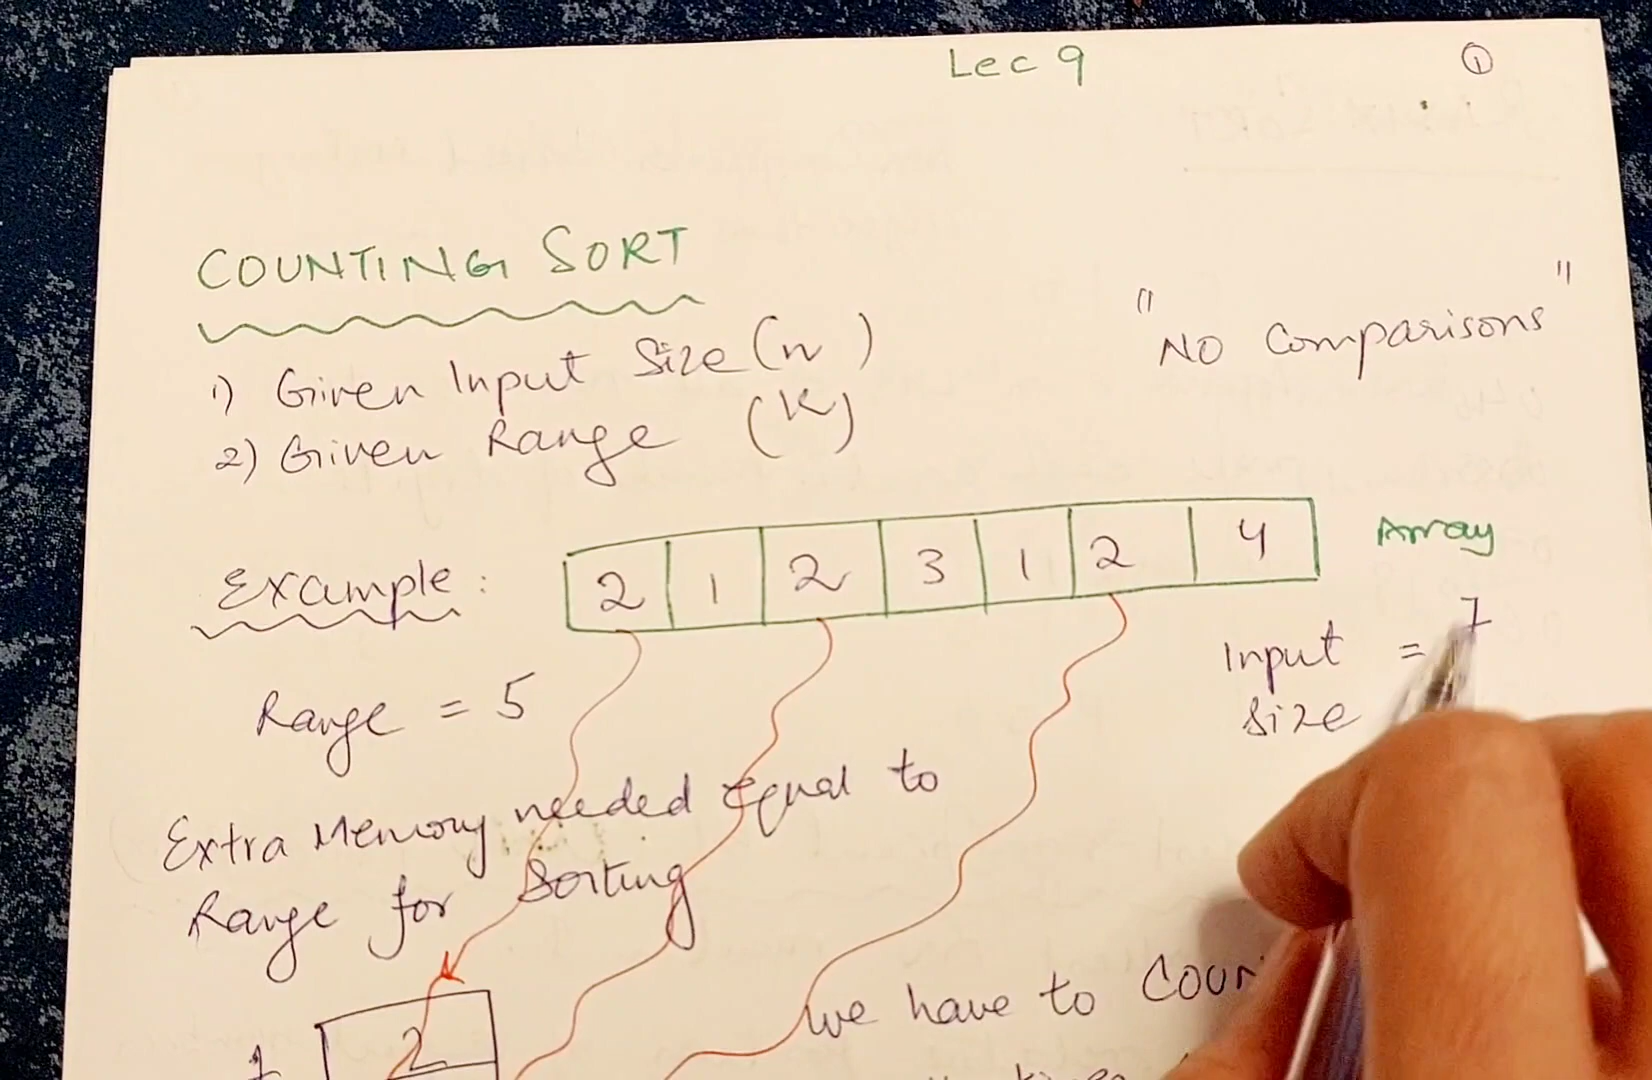 Lec 9
1
COUNTING SORT
1) Given Input Size (n)
2) Given Range (k)
"No Comparisons"
Example : 2 1 2 3 1 2 4 Array
Range = 5
Input = 7
Size
Extra Memory needed equal to
Range for Sorting
we have to Coun
1 2